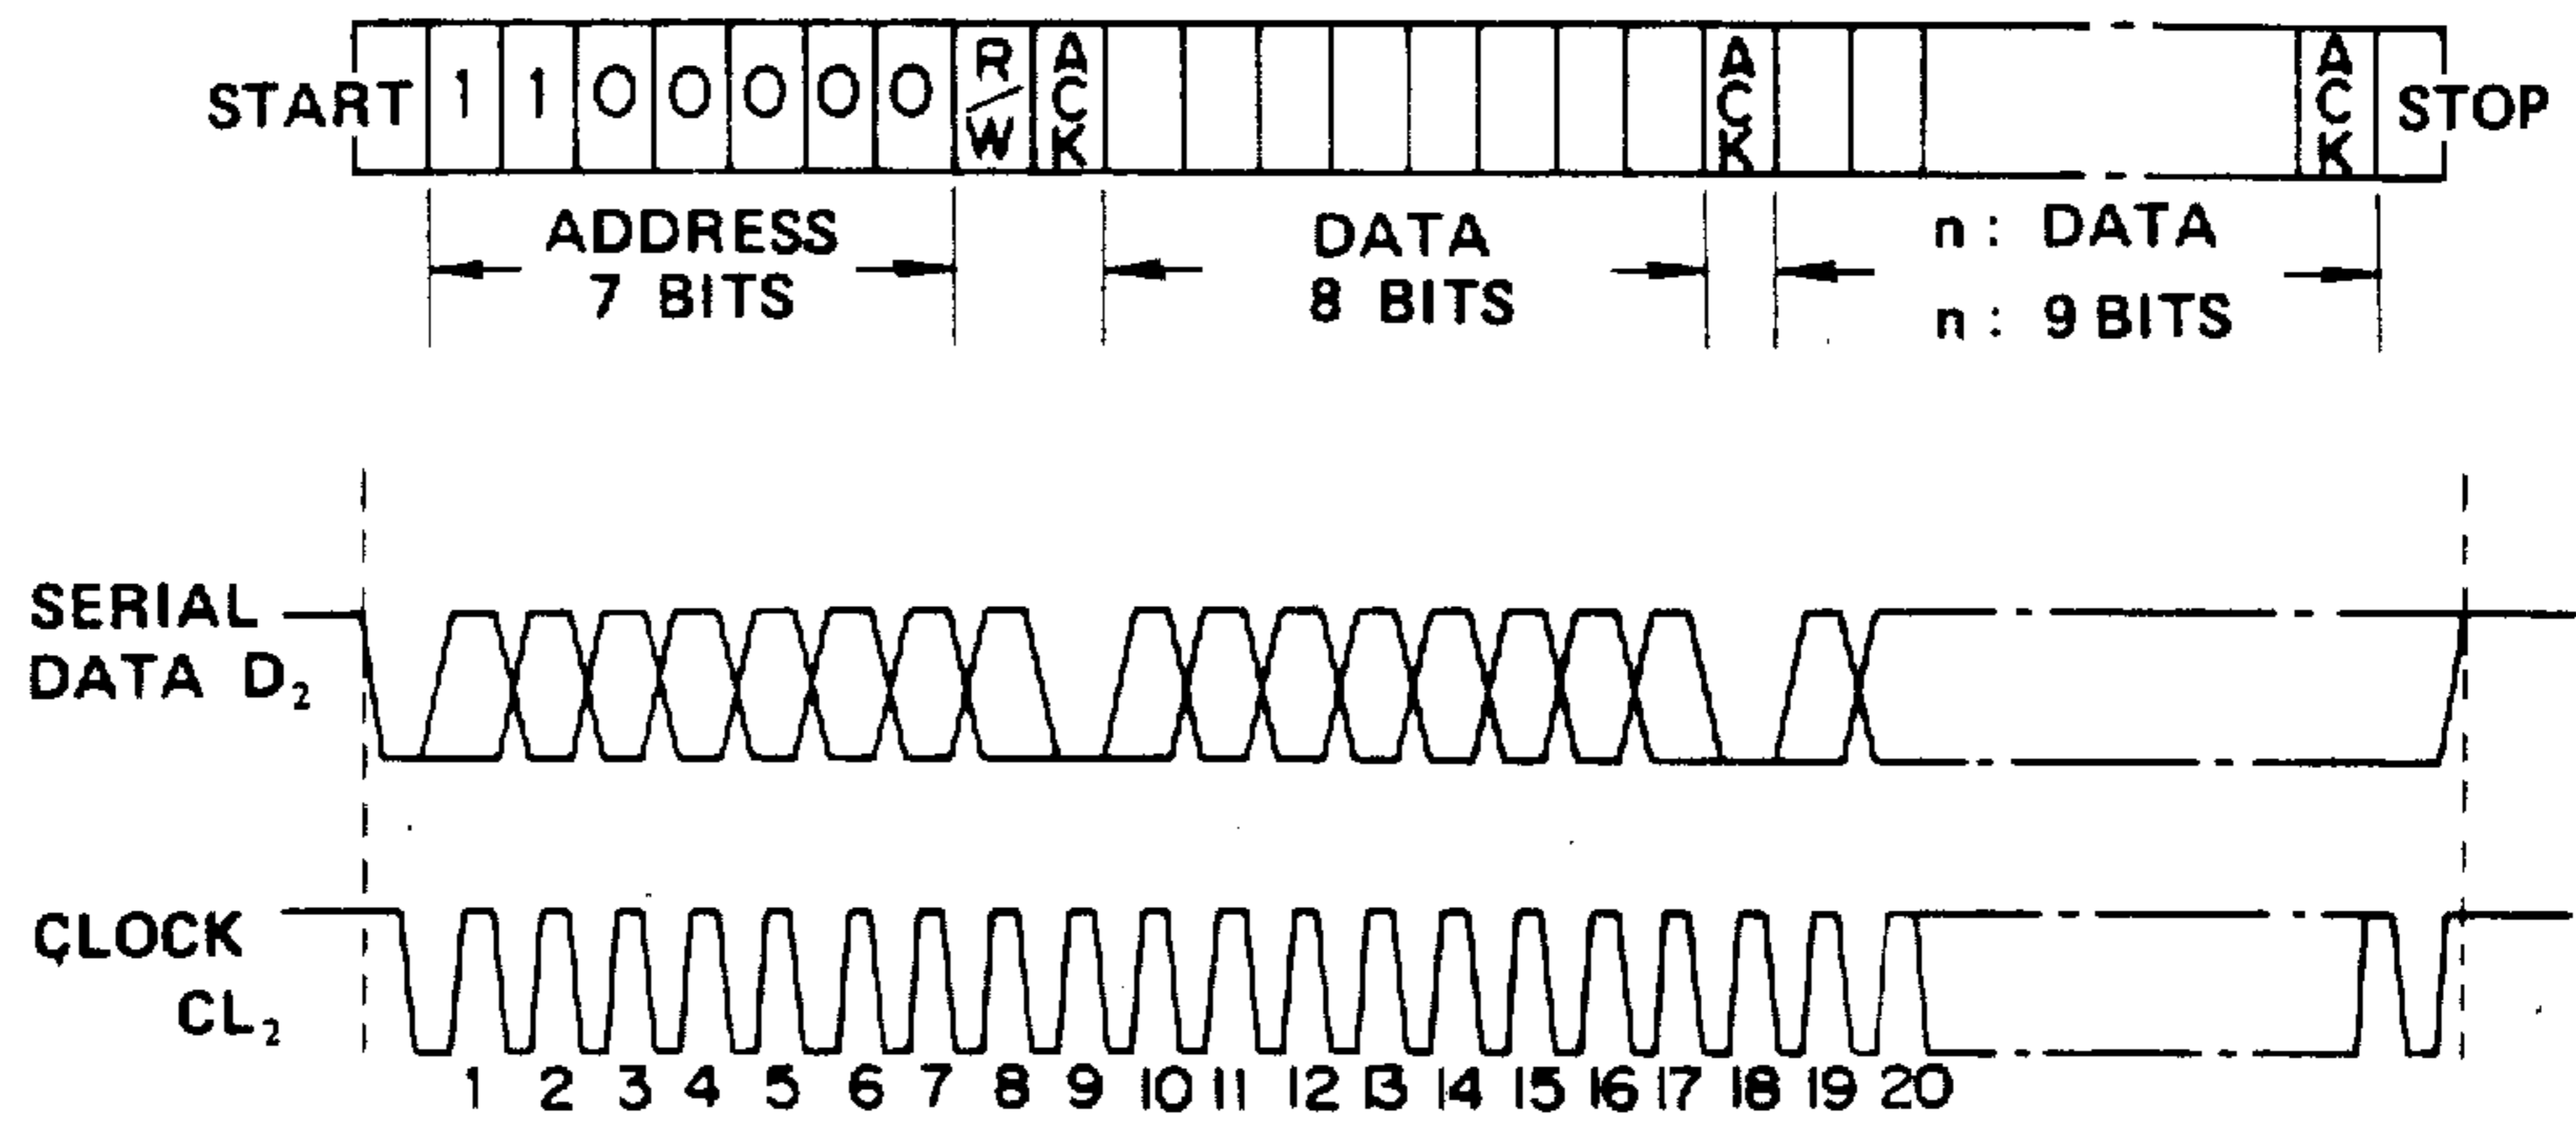 START 1 1 0 0 0 0 0 R/W ACK ACK ACK STOP
ADDRESS
7 BITS
DATA
8 BITS
n : DATA
n : 9 BITS
SERIAL
DATA D₂
CLOCK
CL₂
1 2 3 4 5 6 7 8 9 10 11 12 13 14 15 16 17 18 19 20